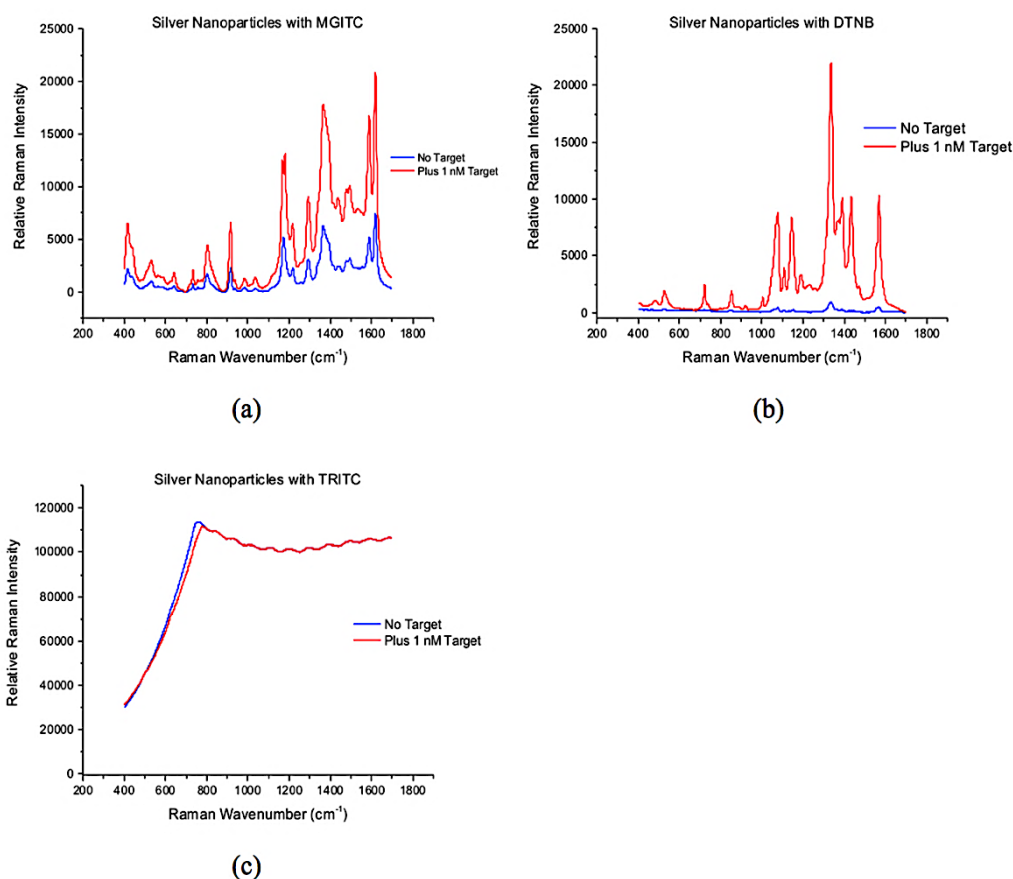 Silver Nanoparticles with MGITC
Relative Raman Intensity
25000
20000
15000
10000
5000
0
No Target
Plus 1 nM Target
200 400 600 800 1000 1200 1400 1600 1800
Raman Wavenumber (cm⁻¹)
(a)
Silver Nanoparticles with DTNB
Relative Raman Intensity
25000
20000
15000
10000
5000
0
No Target
Plus 1 nM Target
200 400 600 800 1000 1200 1400 1600 1800
Raman Wavenumber (cm⁻¹)
(b)
Silver Nanoparticles with TRITC
Relative Raman Intensity
120000
100000
80000
60000
40000
20000
0
No Target
Plus 1 nM Target
200 400 600 800 1000 1200 1400 1600 1800
Raman Wavenumber (cm⁻¹)
(c)